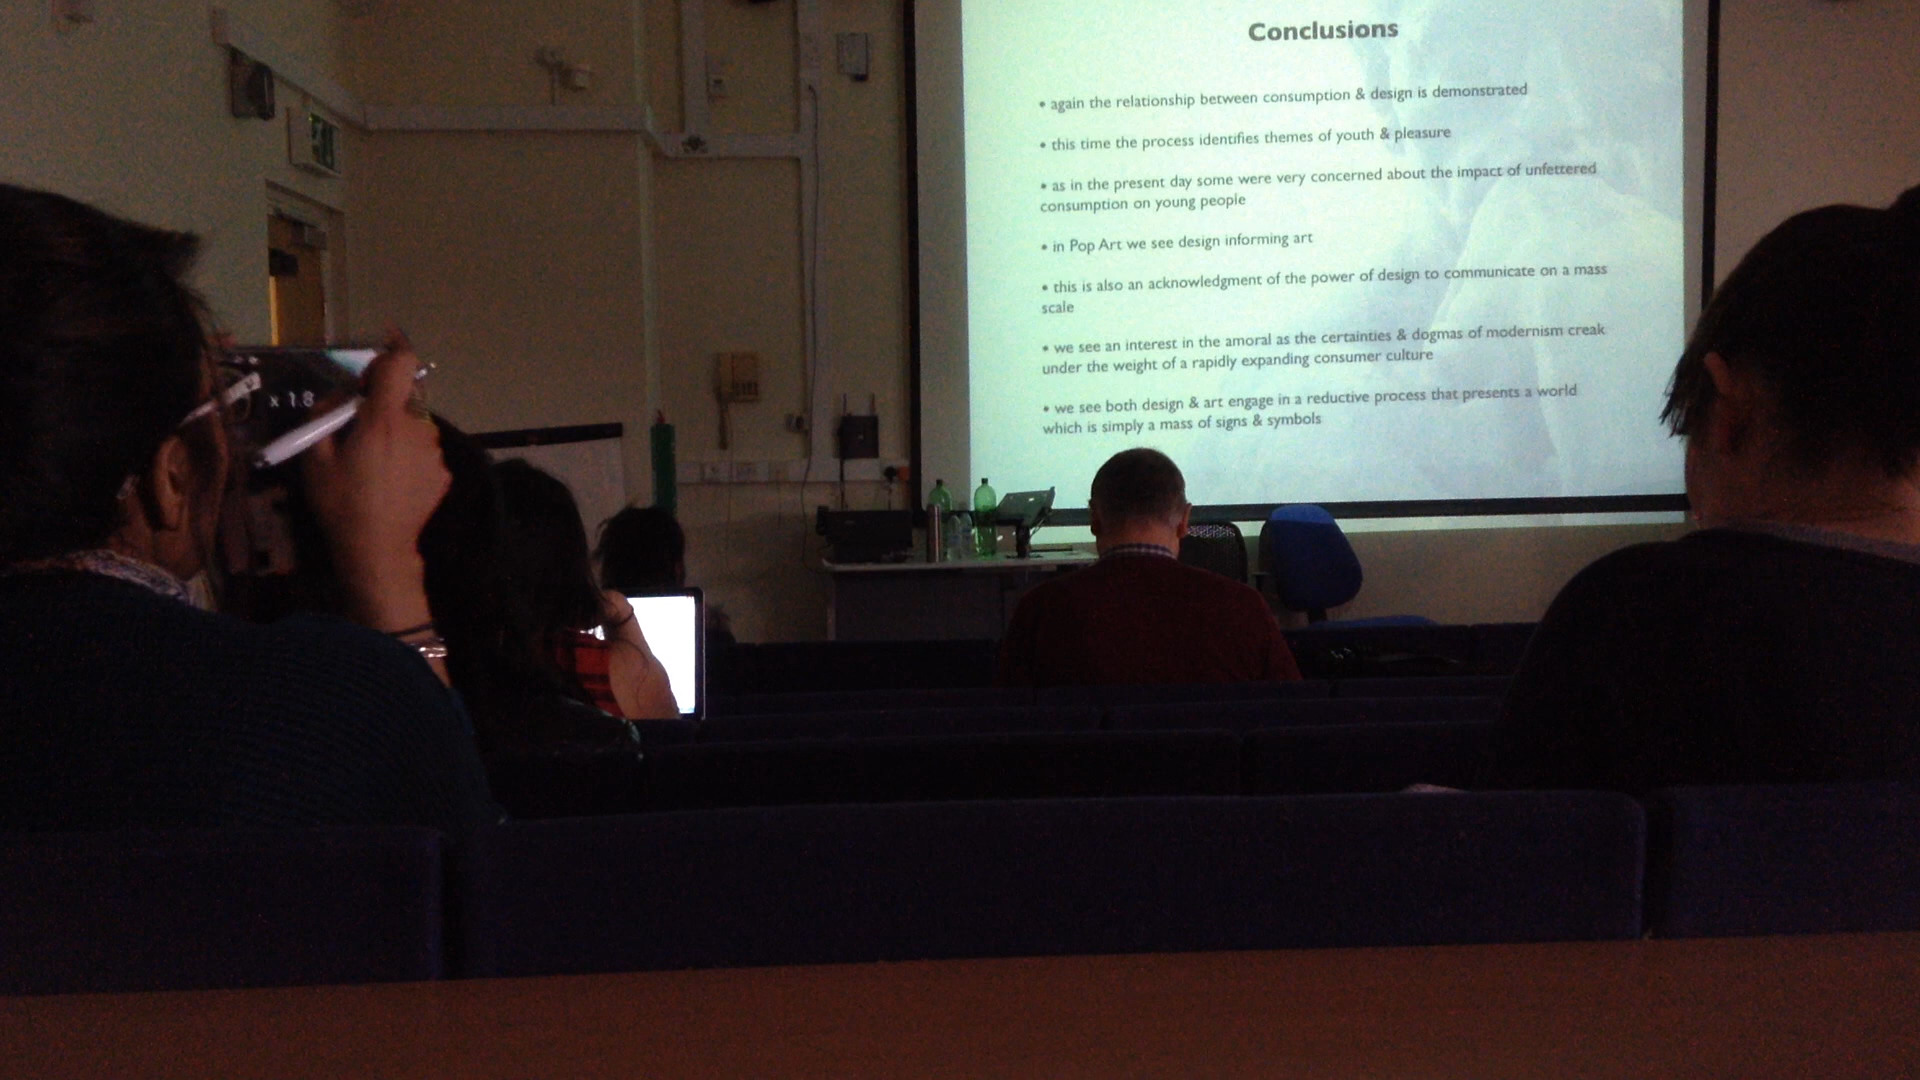 Conclusions
• again the relationship between consumption & design is demonstrated
• this time the process identifies themes of youth & pleasure
• as in the present day some were very concerned about the impact of unfettered
consumption on young people
• in Pop Art we see design informing art
• this is also an acknowledgment of the power of design to communicate on a mass
scale
• we see an interest in the amoral as the certainties & dogmas of modernism creak
under the weight of a rapidly expanding consumer culture
• we see both design & art engage in a reductive process that presents a world
which is simply a mass of signs & symbols
x 1.8